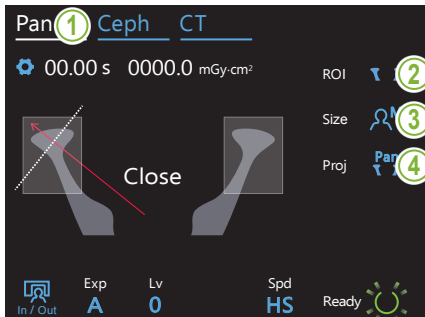 Pan 1 Ceph CT
00.00 s 0000.0 mGy·cm²
ROI 2
Size M 3
Close
Proj Pan 4
Exp Lv Spd
In / Out A 0 HS Ready